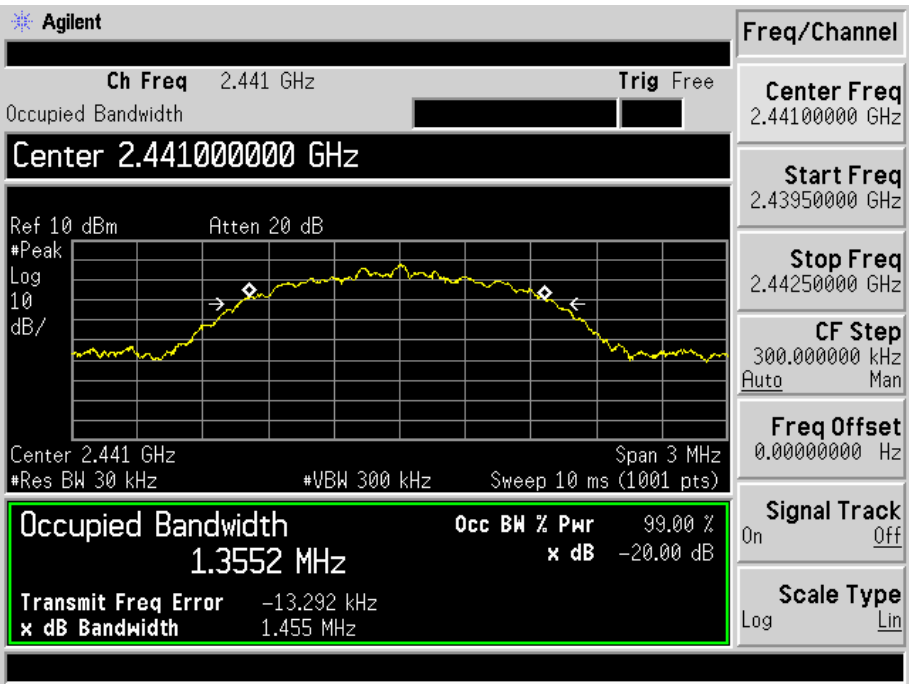 Agilent
Freq/Channel
Ch Freq 2.441 GHz Trig Free
Occupied Bandwidth
Center 2.441000000 GHz
Ref 10 dBm Atten 20 dB
#Peak
Log
10
dB/
Center 2.441 GHz Span 3 MHz
#Res BW 30 kHz #VBW 300 kHz Sweep 10 ms (1001 pts)
Occupied Bandwidth
1.3552 MHz
Occ BW % Pwr 99.00 %
x dB -20.00 dB
Transmit Freq Error -13.292 kHz
x dB Bandwidth 1.455 MHz
Center Freq
2.44100000 GHz
Start Freq
2.43950000 GHz
Stop Freq
2.44250000 GHz
CF Step
300.000000 kHz
Auto Man
Freq Offset
0.00000000 Hz
Signal Track
On Off
Scale Type
Log Lin